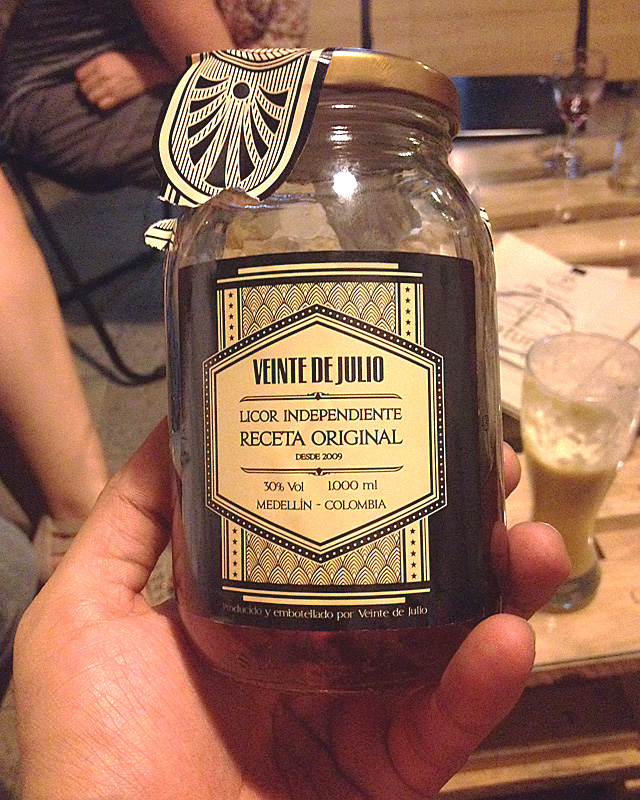 VEINTE DE JULIO
LICOR INDEPENDIENTE
RECETA ORIGINAL
DESDE 2009
30% Vol 1.000 ml
MEDELLÍN - COLOMBIA
Producido y embotellado por Veinte de Julio